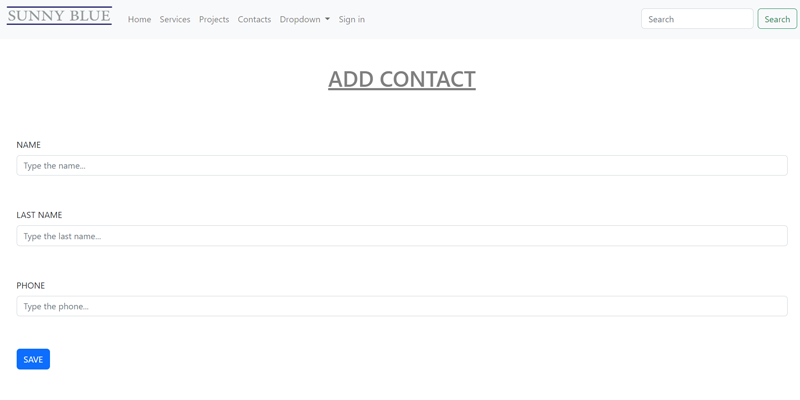 SUNNY BLUE
Home Services Projects Contacts Dropdown Sign in Search Search
ADD CONTACT
NAME
Type the name...
LAST NAME
Type the last name...
PHONE
Type the phone...
SAVE